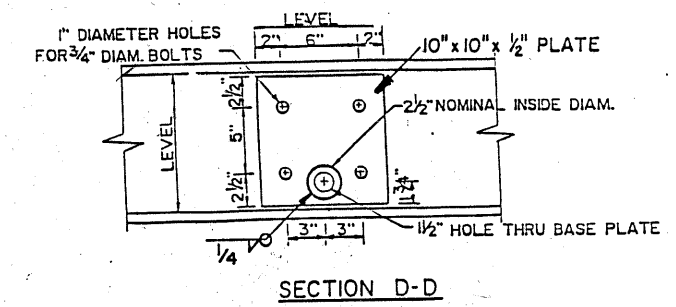 LEVEL
1" DIAMETER HOLES
FOR 3/4" DIAM. BOLTS
2" 6" 2"
10" x 10" x 1/2" PLATE
2 1/2"
2 1/2" NOMINAL INSIDE DIAM.
5"
LEVEL
2 1/2"
1 3/4"
3" 3"
1 1/2" HOLE THRU BASE PLATE
1/4
SECTION D-D